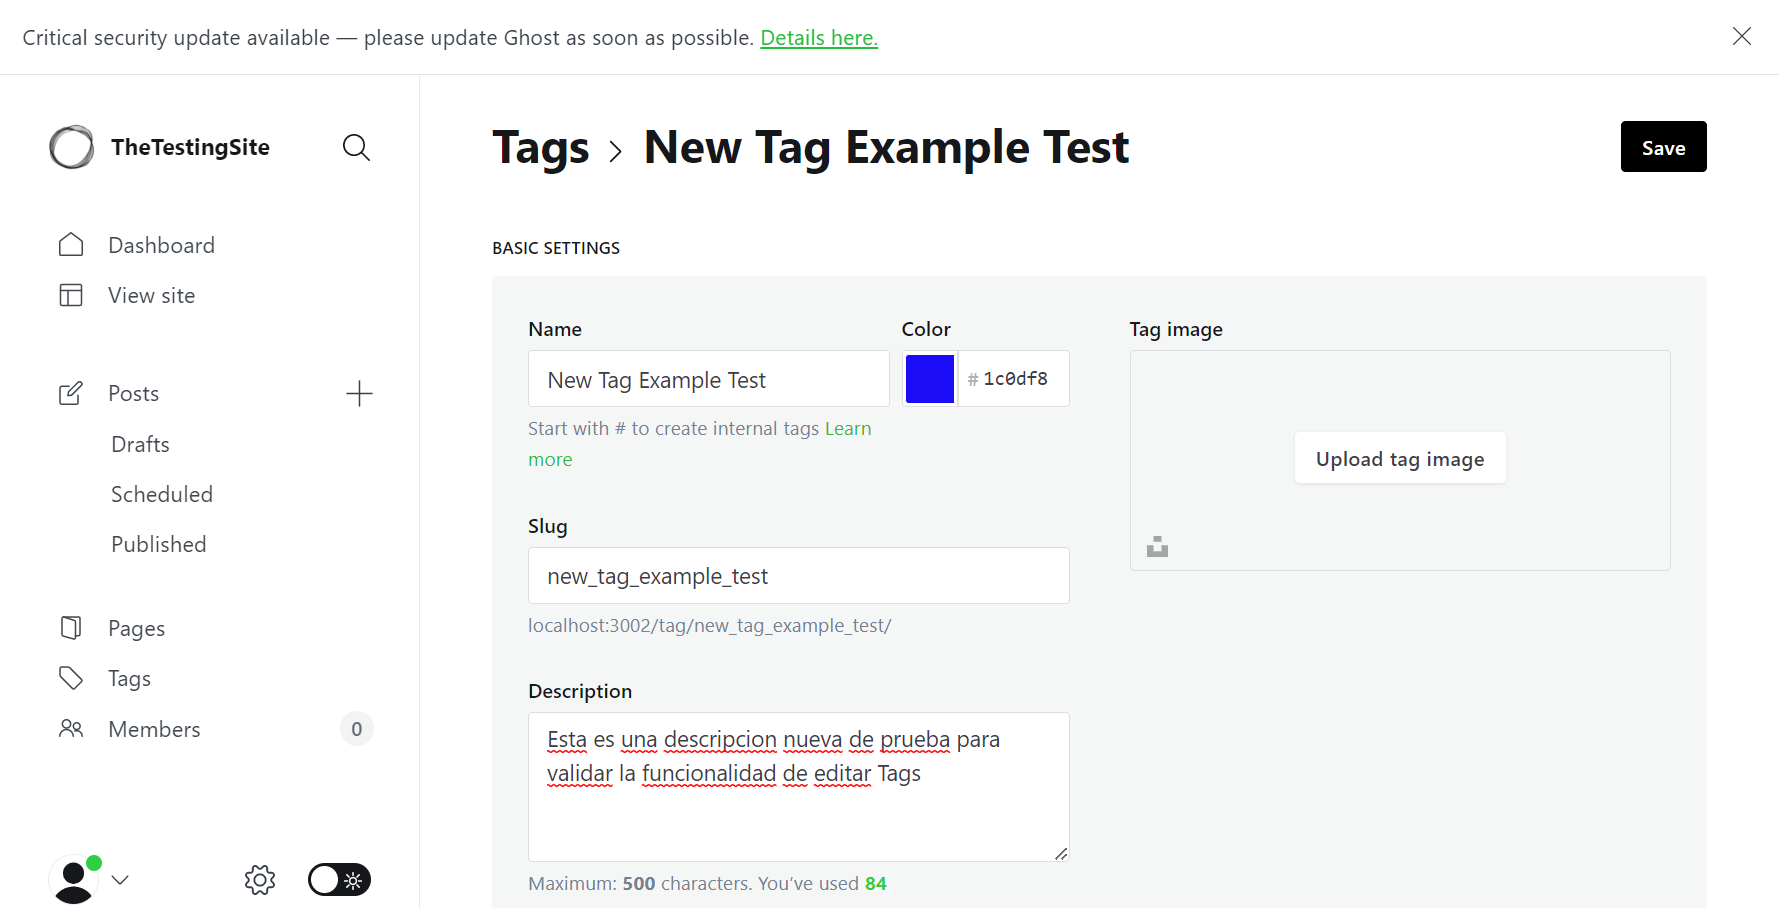 Critical security update available — please update Ghost as soon as possible. Details here.
TheTestingSite
Dashboard
View site
Posts
Drafts
Scheduled
Published
Pages
Tags
Members
0
Tags > New Tag Example Test
Save
BASIC SETTINGS
Name
New Tag Example Test
Start with # to create internal tags Learn
more
Color
# 1c0df8
Slug
new_tag_example_test
localhost:3002/tag/new_tag_example_test/
Description
Esta es una descripcion nueva de prueba para
validar la funcionalidad de editar Tags
Maximum: 500 characters. You’ve used 84
Tag image
Upload tag image